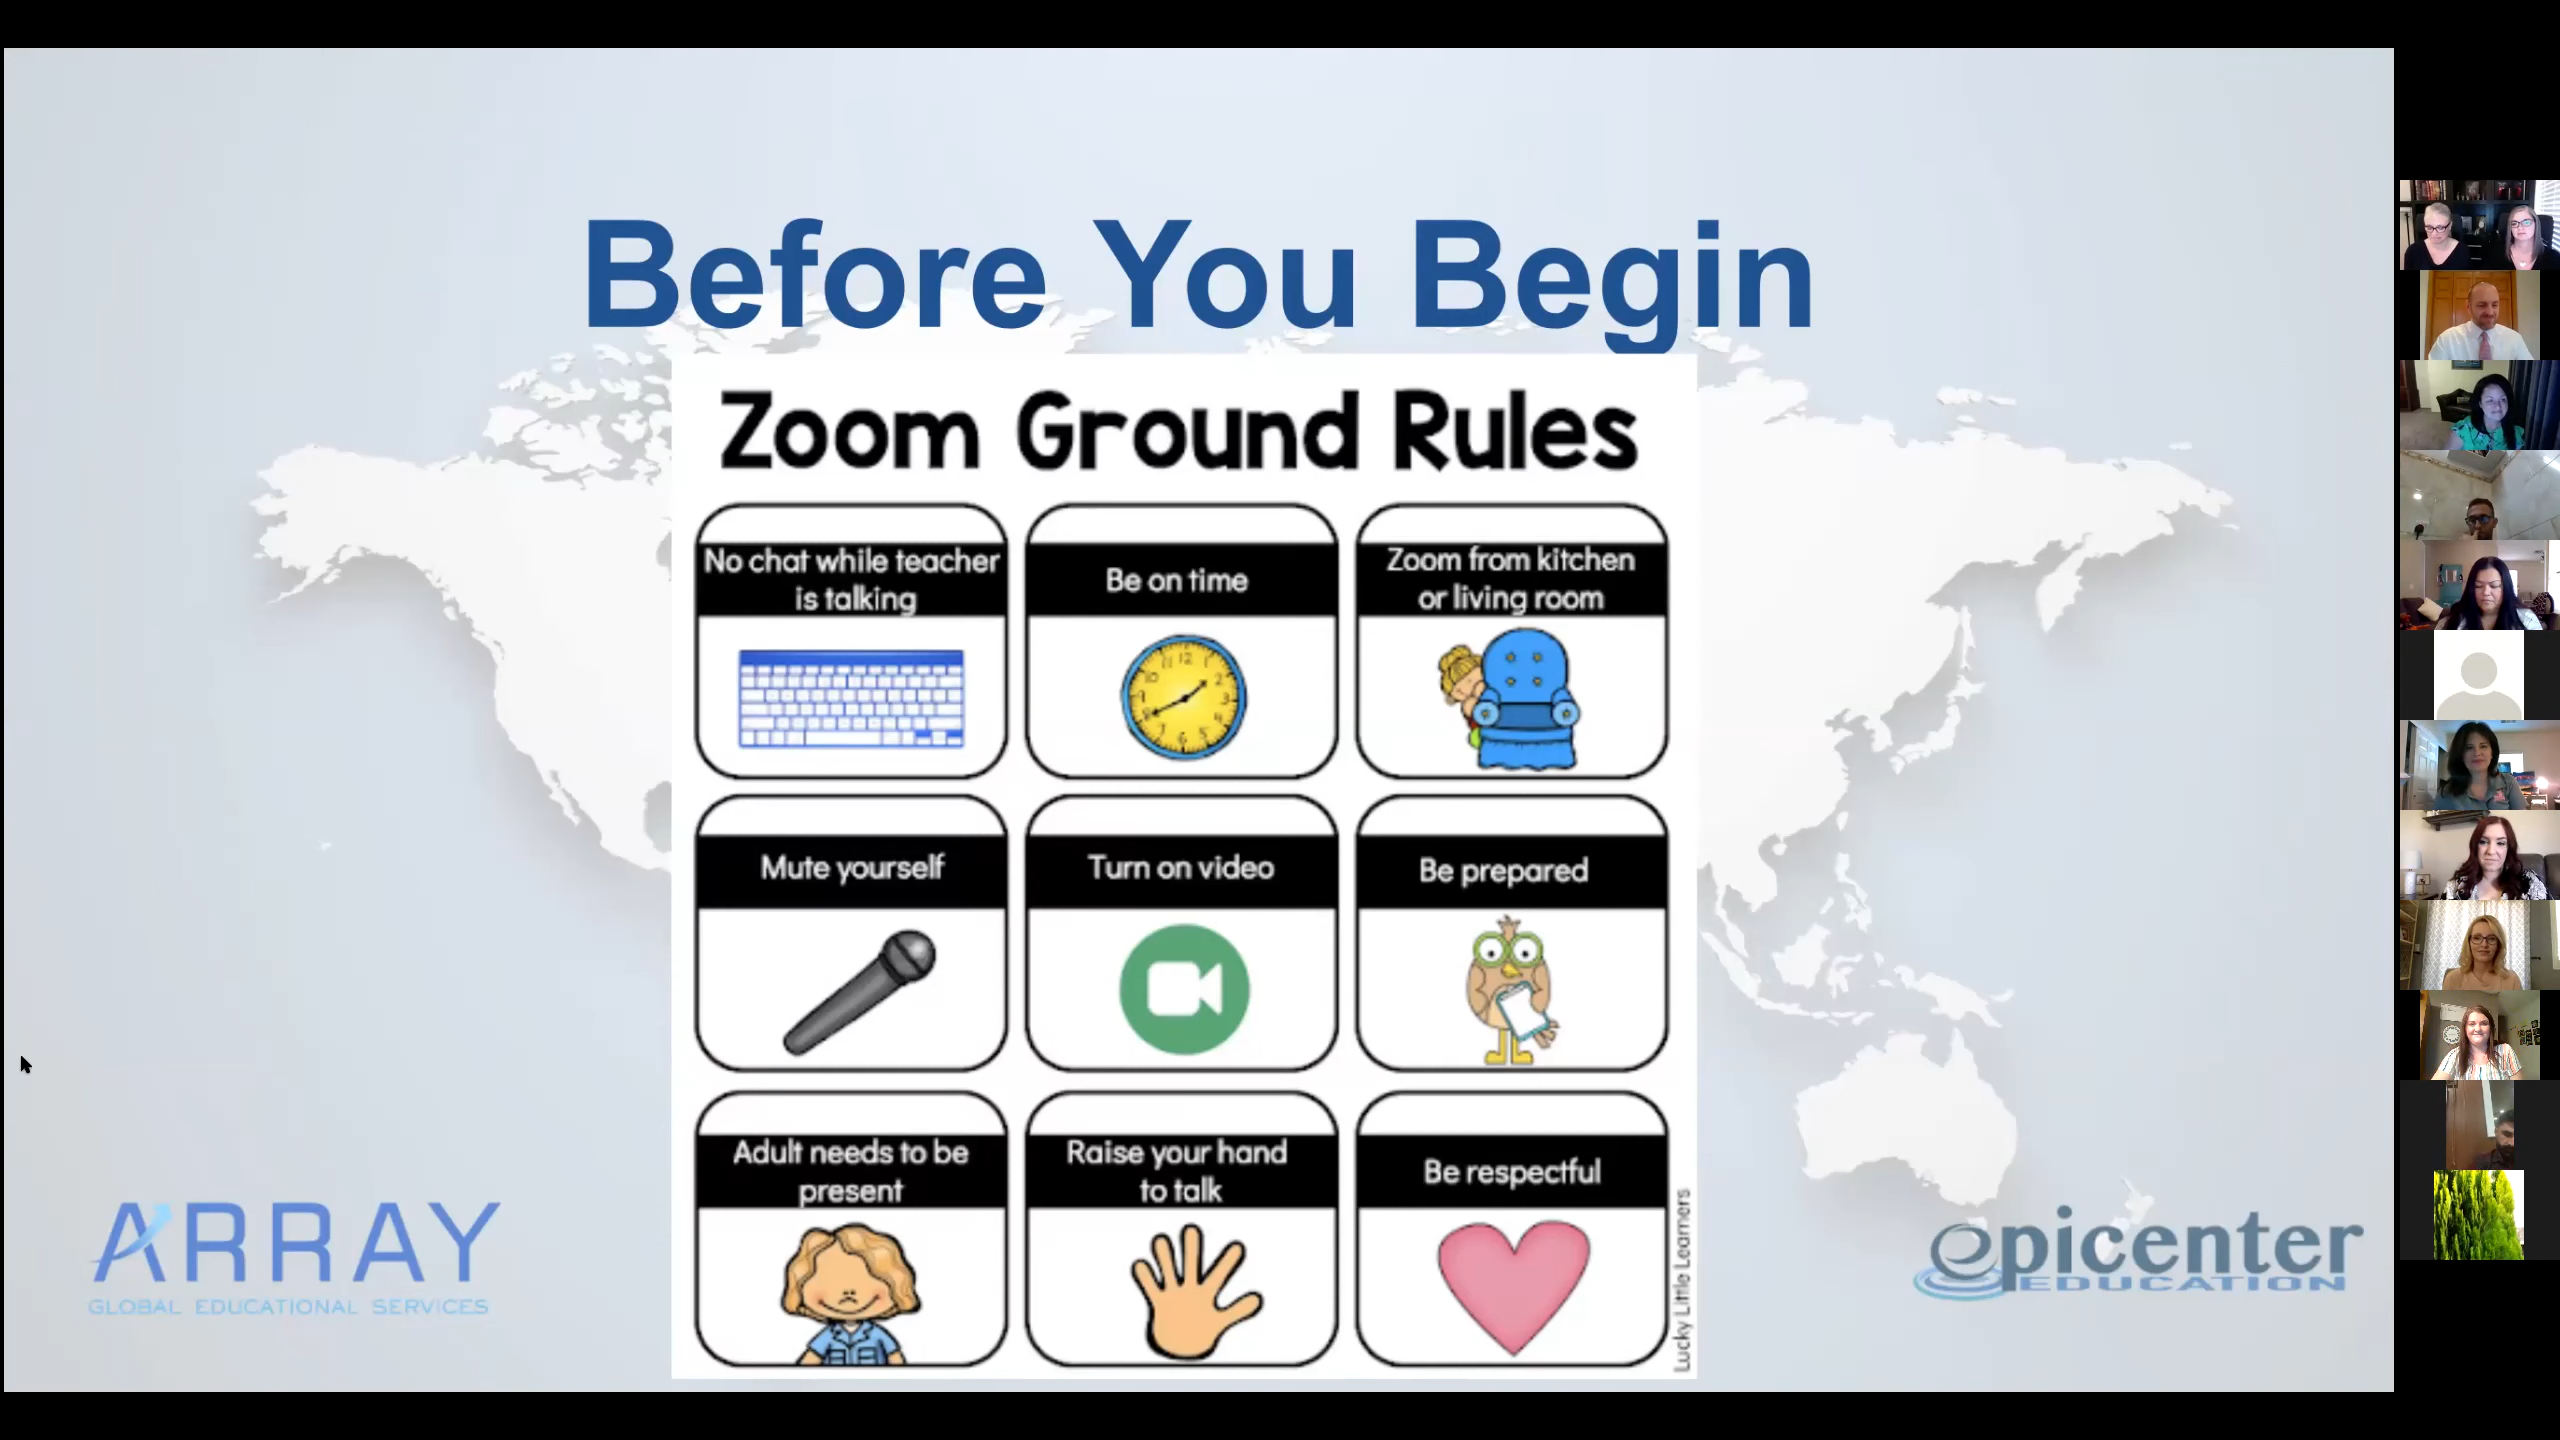 Before You Begin
Zoom Ground Rules
No chat while teacher
is talking
Be on time
Zoom from kitchen
or living room
Mute yourself
Turn on video
Be prepared
Adult needs to be
present
Raise your hand
to talk
Be respectful
Lucky Little Learners
ARRAY
GLOBAL EDUCATIONAL SERVICES
epicenter
EDUCATION